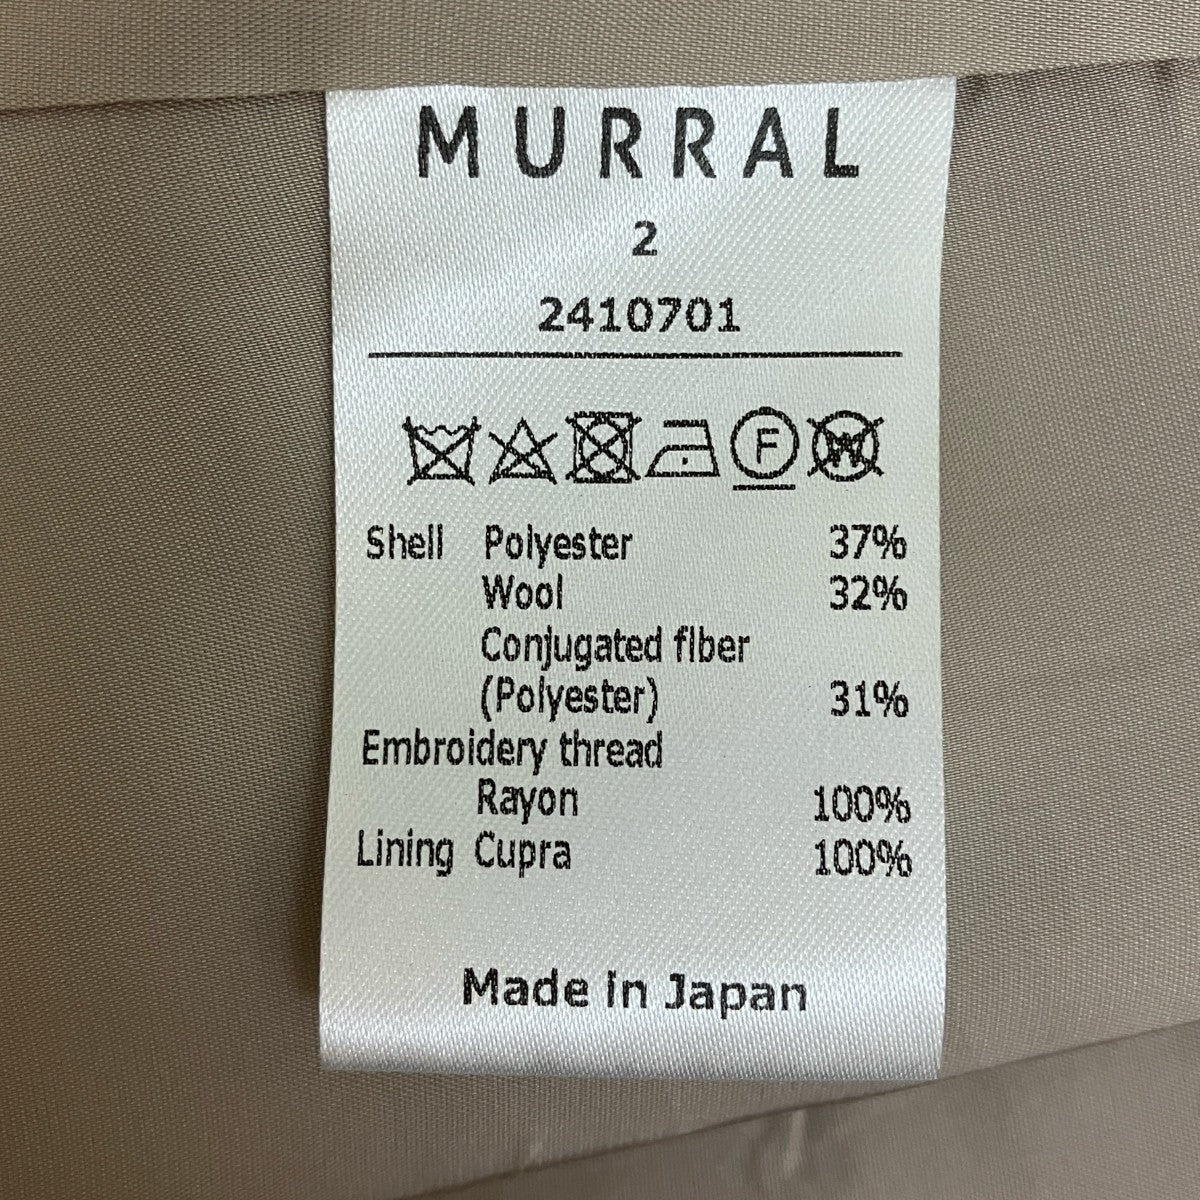 MURRAL
2
2410701
F W
Shell Polyester 37%
Wool 32%
Conjugated fiber
(Polyester) 31%
Embroidery thread
Rayon 100%
Lining Cupra 100%
Made in Japan